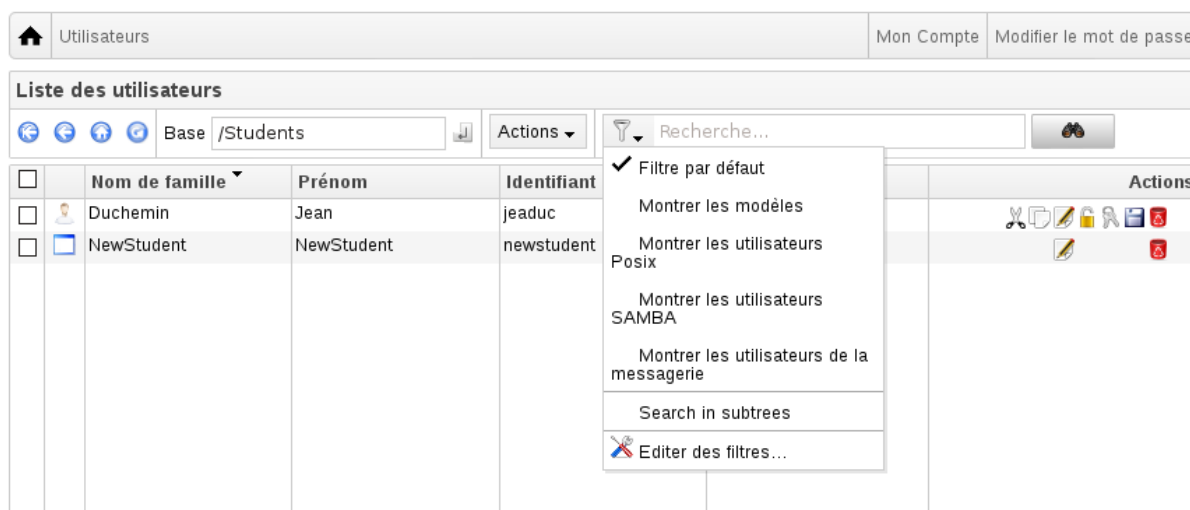 Utilisateurs Mon Compte Modifier le mot de passe
Liste des utilisateurs
Base /Students Actions Recherche...
Nom de famille Prénom Identifiant Actions
Duchemin Jean jeaduc
NewStudent NewStudent newstudent
Filtre par défaut
Montrer les modèles
Montrer les utilisateurs
Posix
Montrer les utilisateurs
SAMBA
Montrer les utilisateurs de la
messagerie
Search in subtrees
Editer des filtres...